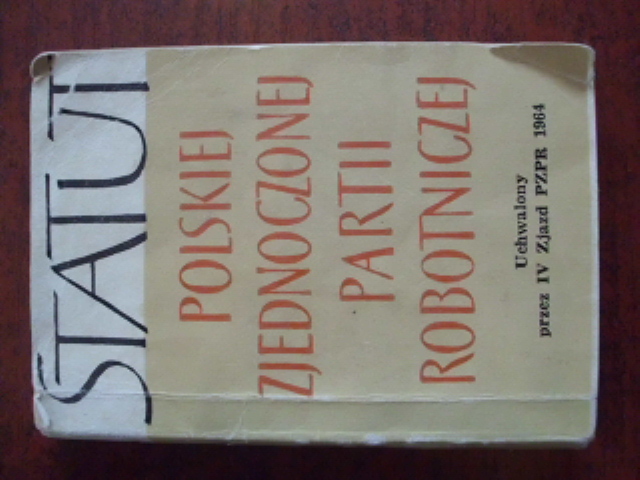 STATUT
POLSKIEJ
ZJEDNOCZONEJ
PARTII
ROBOTNICZEJ
Uchwalony
przez IV Zjazd PZPR 1964